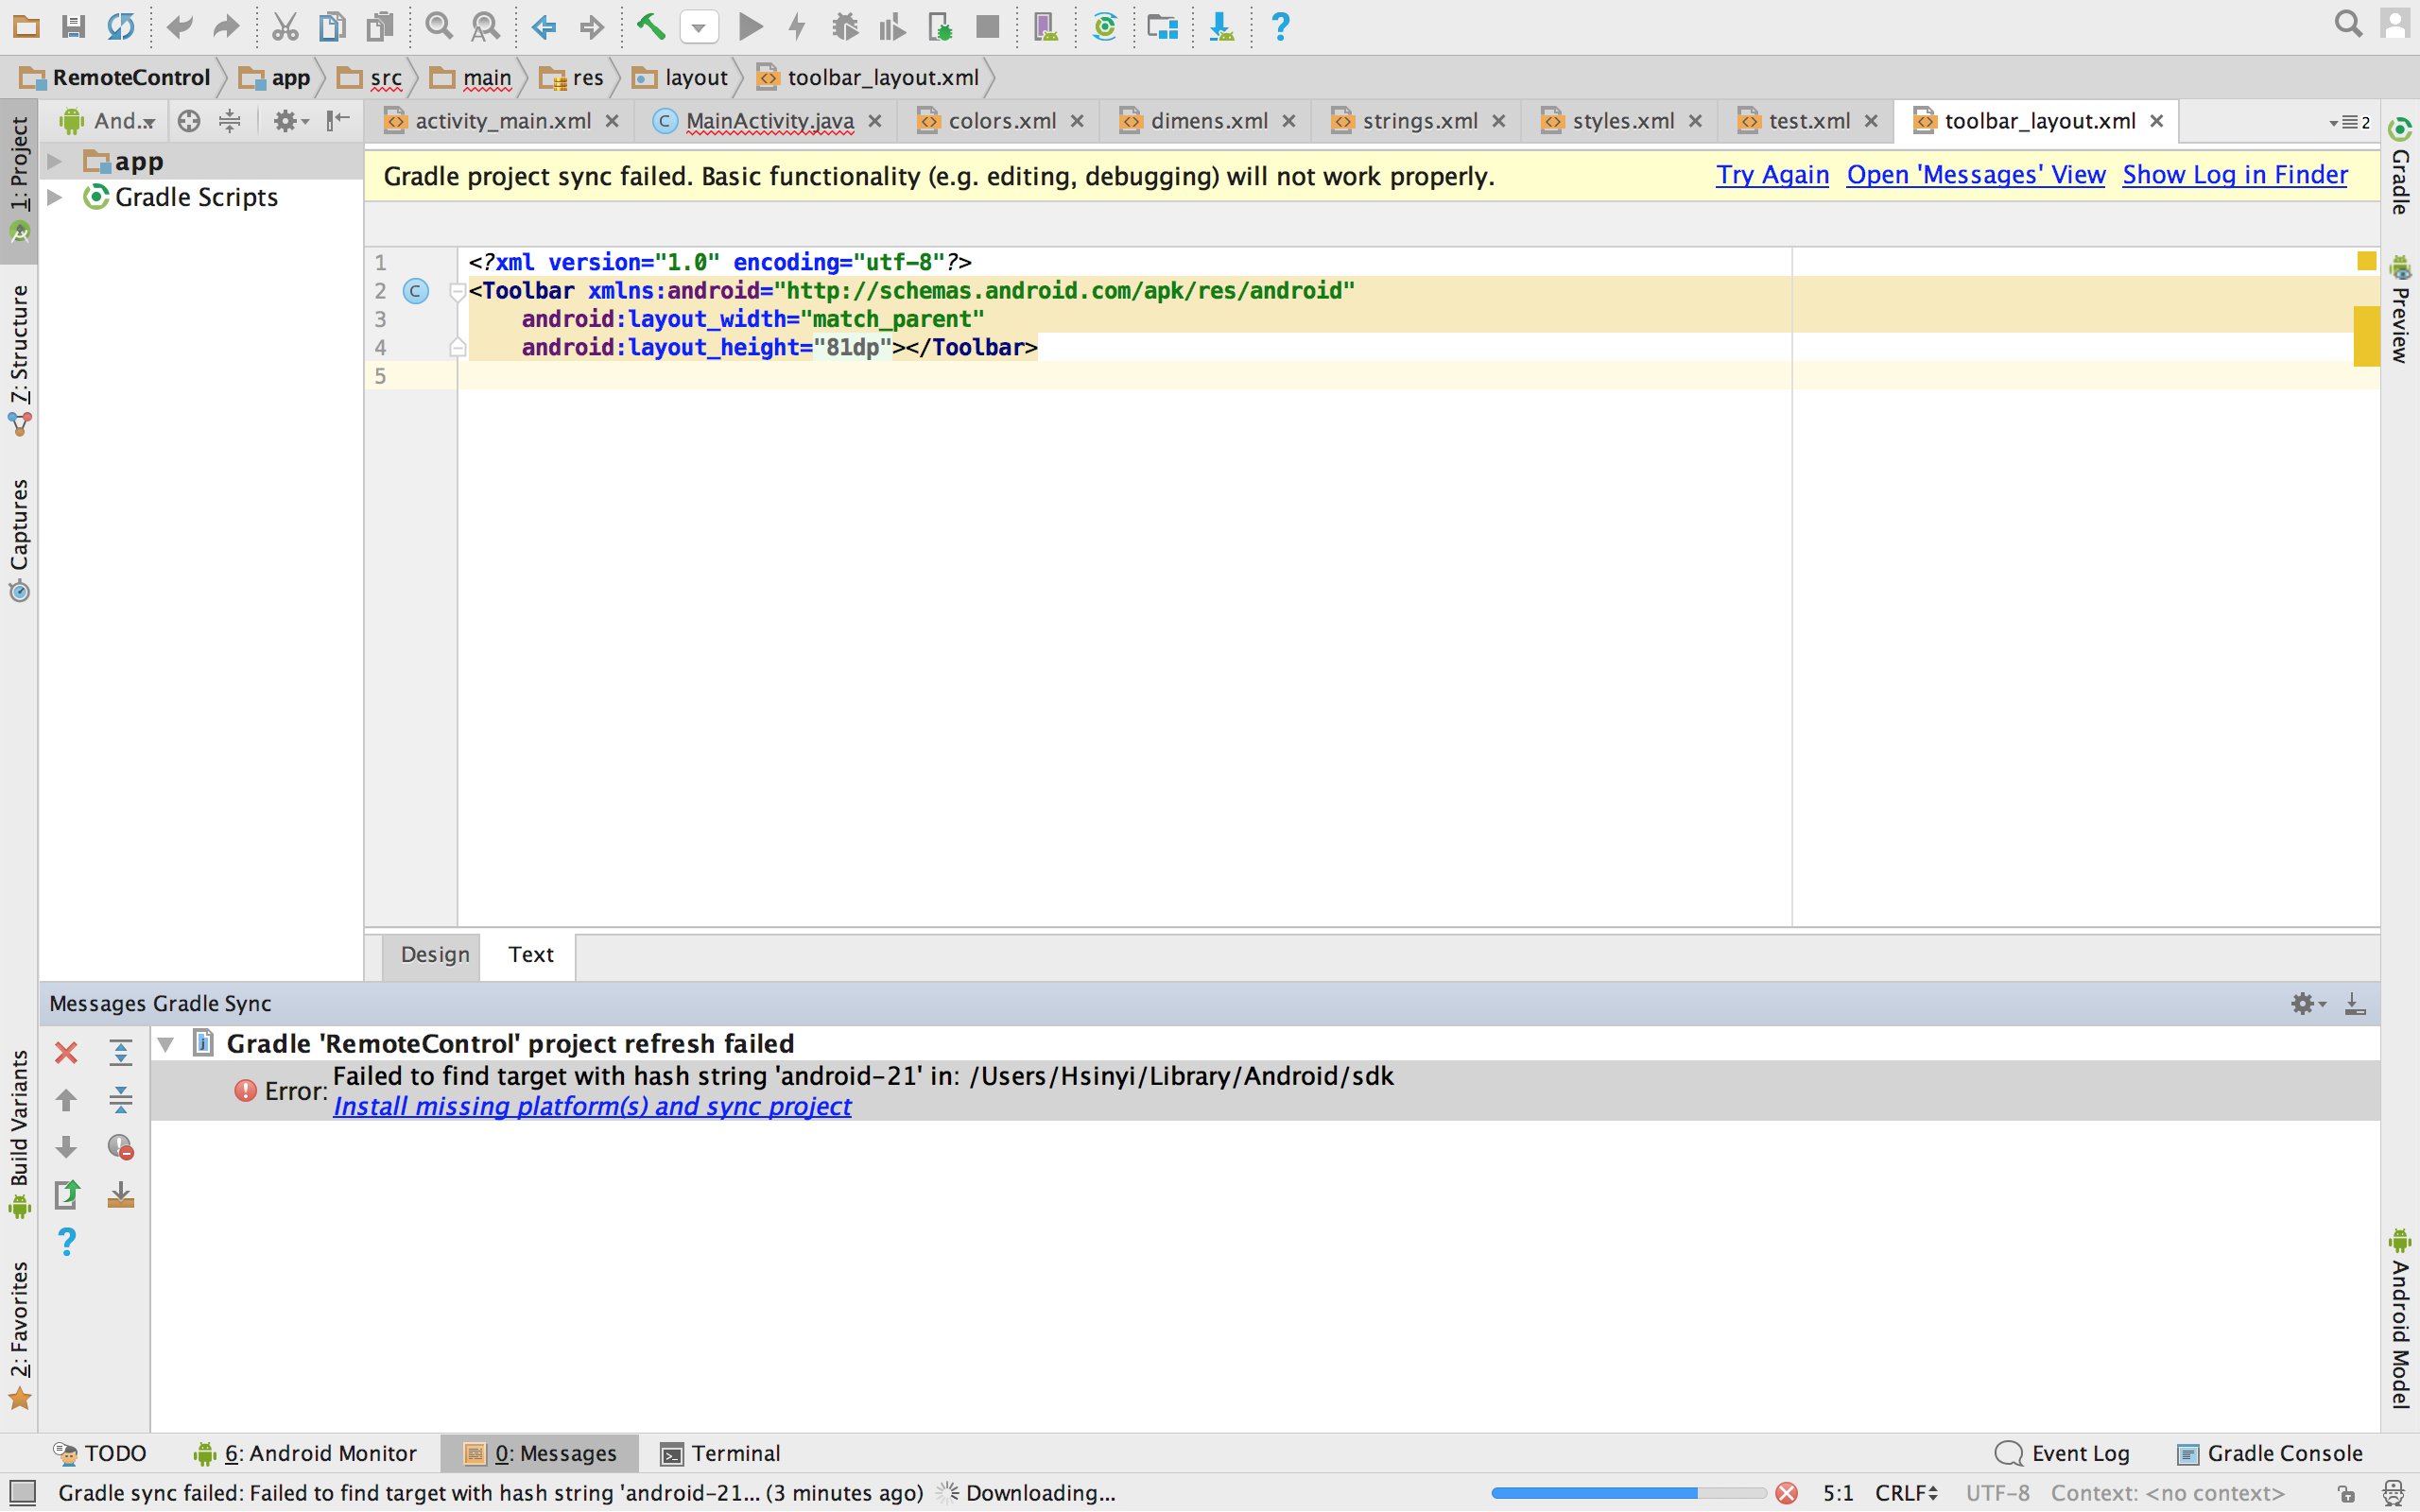 RemoteControl app src main res layout toolbar_layout.xml
And... activity_main.xml MainActivity.java colors.xml dimens.xml strings.xml styles.xml test.xml toolbar_layout.xml 2
app
Gradle Scripts
Gradle project sync failed. Basic functionality (e.g. editing, debugging) will not work properly. Try Again Open 'Messages' View Show Log in Finder
1 <?xml version="1.0" encoding="utf-8"?>
2 C <Toolbar xmlns:android="http://schemas.android.com/apk/res/android"
3 android:layout_width="match_parent"
4 android:layout_height="81dp"></Toolbar>
5
1: Project
7: Structure
Captures
Build Variants
2: Favorites
Gradle
Preview
Android Model
Design Text
Messages Gradle Sync
Gradle 'RemoteControl' project refresh failed
Error: Failed to find target with hash string 'android-21' in: /Users/Hsinyi/Library/Android/sdk
Install missing platform(s) and sync project
TODO 6: Android Monitor 0: Messages Terminal Event Log Gradle Console
Gradle sync failed: Failed to find target with hash string 'android-21... (3 minutes ago) Downloading... 5:1 CRLF UTF-8 Context: <no context>